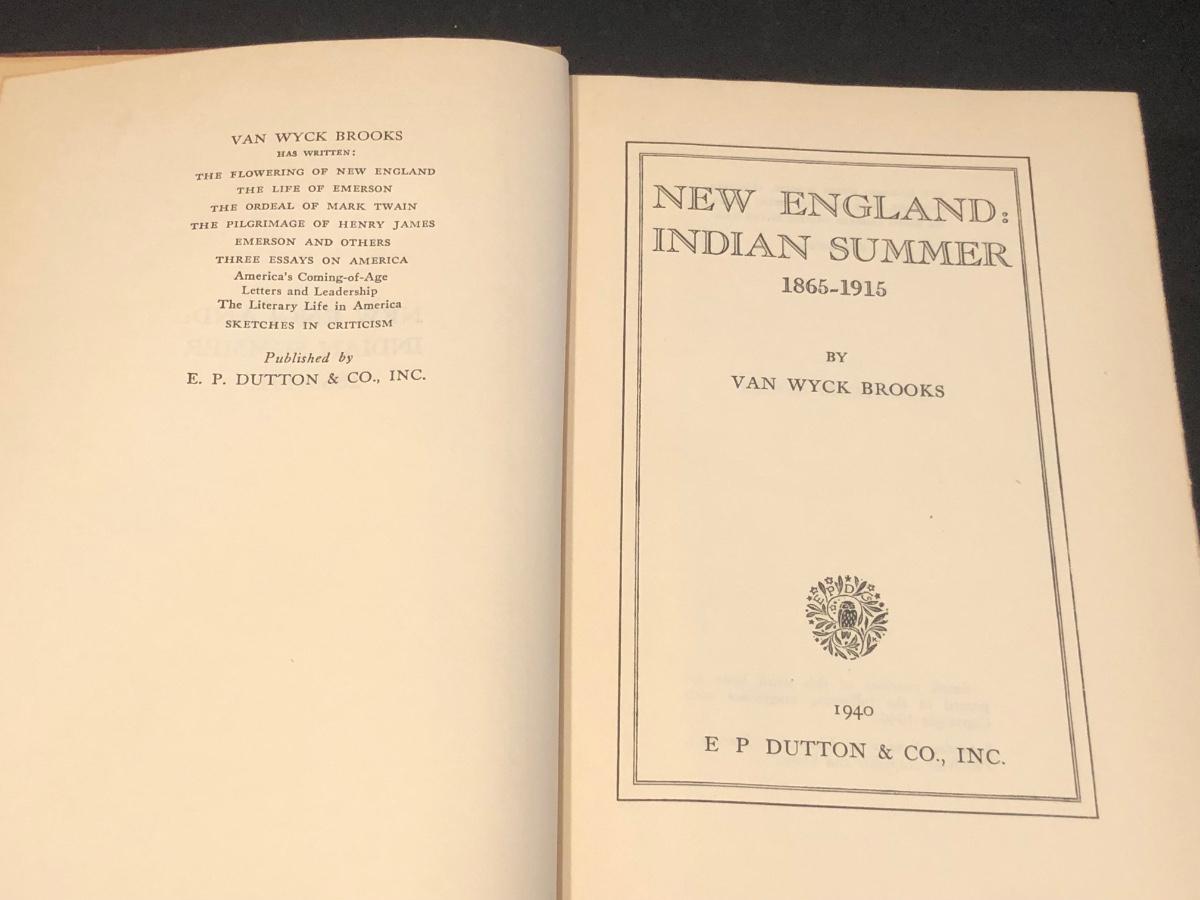 VAN WYCK BROOKS
HAS WRITTEN:
THE FLOWERING OF NEW ENGLAND
THE LIFE OF EMERSON
THE ORDEAL OF MARK TWAIN
THE PILGRIMAGE OF HENRY JAMES
EMERSON AND OTHERS
THREE ESSAYS ON AMERICA
America's Coming-of-Age
Letters and Leadership
The Literary Life in America
SKETCHES IN CRITICISM
Published by
E. P. DUTTON & CO., INC.
NEW ENGLAND:
INDIAN SUMMER
1865-1915
BY
VAN WYCK BROOKS
E P D Co
1940
E P DUTTON & CO., INC.